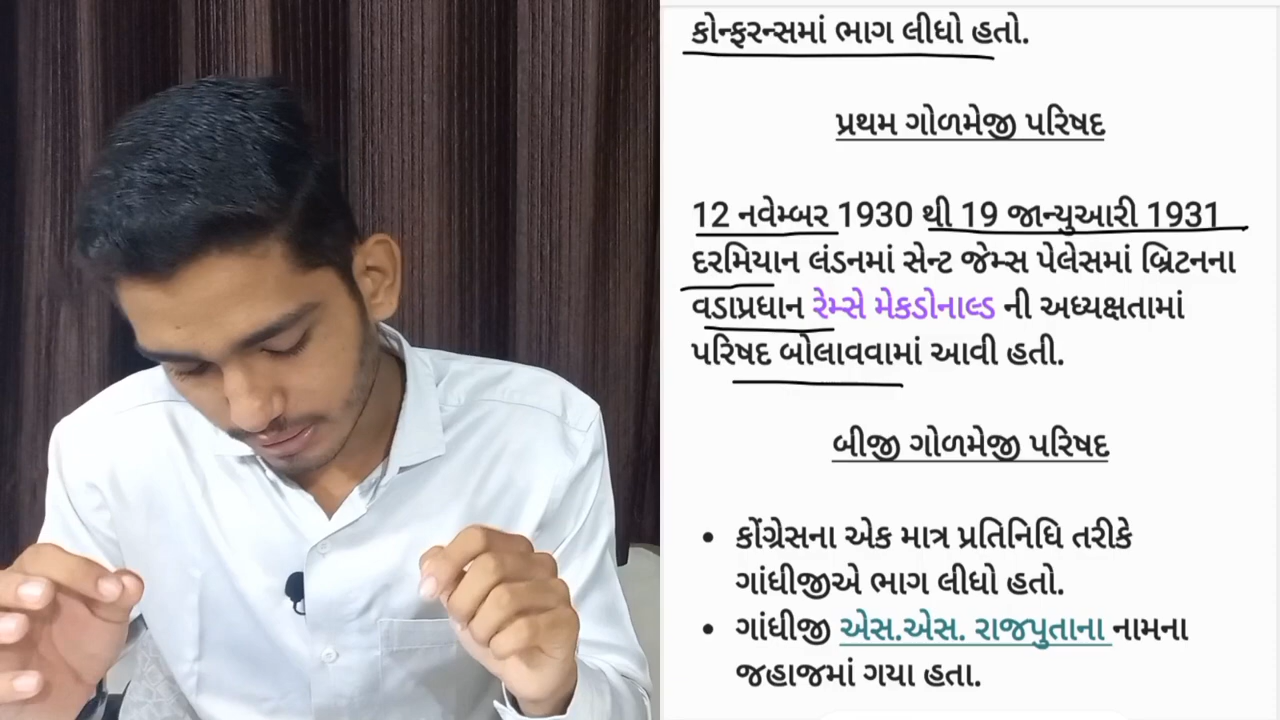 કોન્ફરન્સમાં ભાગ લીધો હતો.
પ્રથમ ગોળમેજી પરિષદ
12 નવેમ્બર 1930 થી 19 જાન્યુઆરી 1931
દરમિયાન લંડનમાં સેન્ટ જેમ્સ પેલેસમાં બ્રિટનના
વડાપ્રધાન રેમ્સે મેકડોનાલ્ડ ની અધ્યક્ષતામાં
પરિષદ બોલાવવામાં આવી હતી.
બીજી ગોળમેજી પરિષદ
• કોંગ્રેસના એક માત્ર પ્રતિનિધિ તરીકે
ગાંધીજીએ ભાગ લીધો હતો.
• ગાંધીજી એસ.એસ. રાજપુતાના નામના
જહાજમાં ગયા હતા.